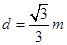 d = √3/3 m